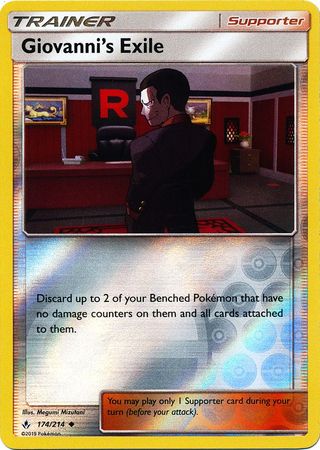 TRAINER Supporter
Giovanni's Exile
R
Discard up to 2 of your Benched Pokémon that have
no damage counters on them and all cards attached
to them.
You may play only 1 Supporter card during your
turn (before your attack).
Illus. Megumi Mizutani
174/214
©2019 Pokémon